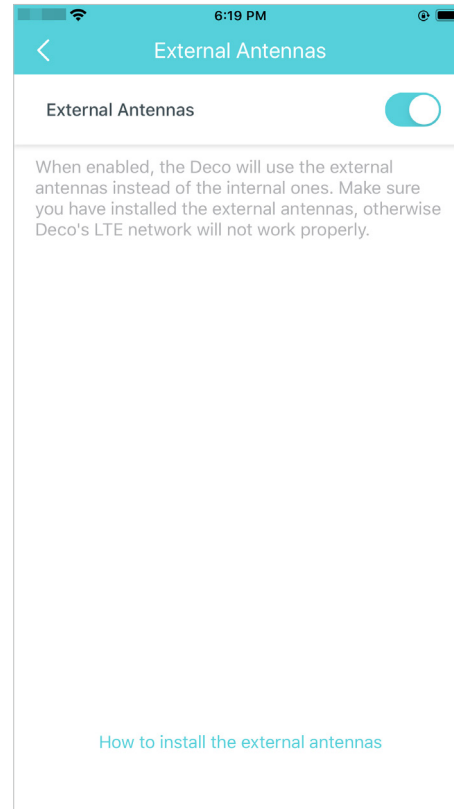 6:19 PM
External Antennas
External Antennas
When enabled, the Deco will use the external
antennas instead of the internal ones. Make sure
you have installed the external antennas, otherwise
Deco's LTE network will not work properly.
How to install the external antennas